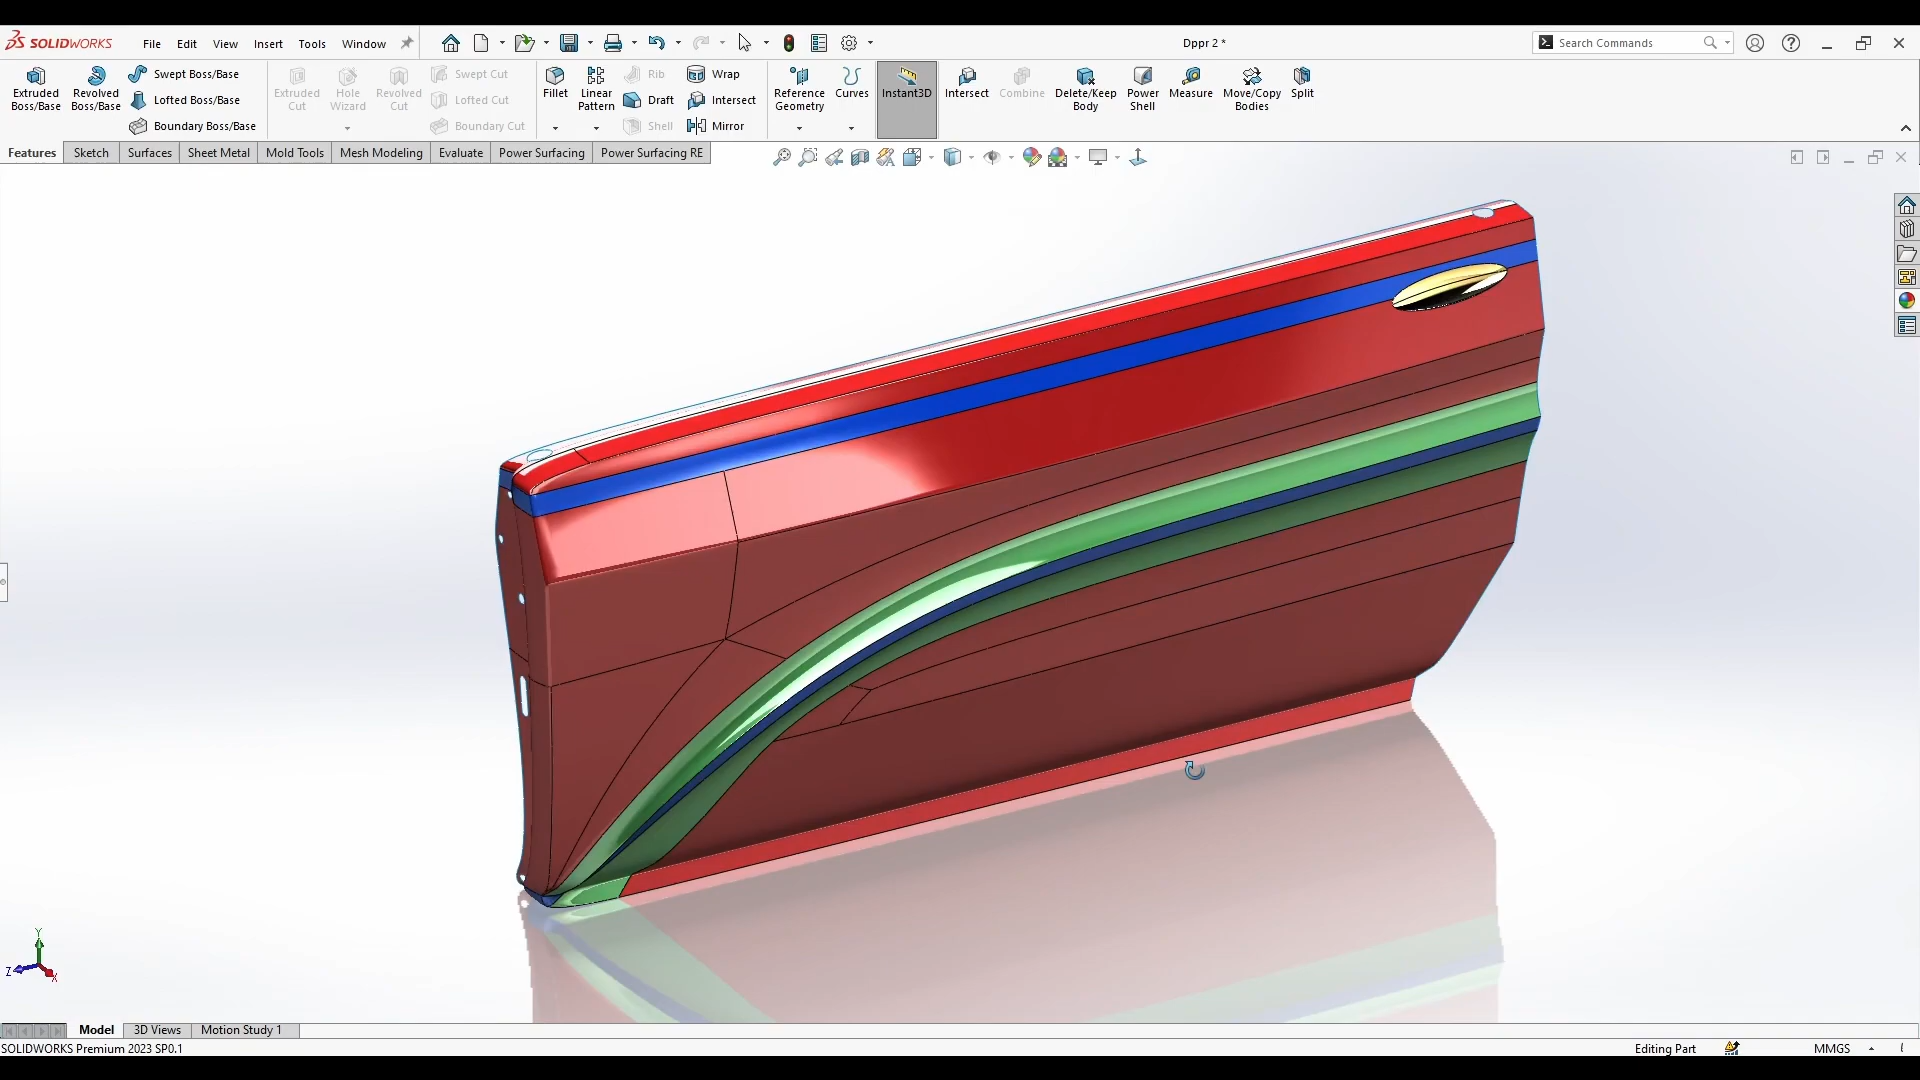 SOLIDWORKS File Edit View Insert Tools Window Dppr 2 * Search Commands
Extruded Boss/Base
Revolved Boss/Base
Swept Boss/Base
Lofted Boss/Base
Boundary Boss/Base
Extruded Cut
Hole Wizard
Revolved Cut
Swept Cut
Lofted Cut
Boundary Cut
Fillet
Linear Pattern
Rib
Draft
Shell
Wrap
Intersect
Mirror
Reference Geometry
Curves
Instant3D
Intersect
Combine
Delete/Keep Body
Power Shell
Measure
Move/Copy Bodies
Split
Features Sketch Surfaces Sheet Metal Mold Tools Mesh Modeling Evaluate Power Surfacing Power Surfacing RE
Y
Z
X
Model 3D Views Motion Study 1
SOLIDWORKS Premium 2023 SP0.1 Editing Part MMGS